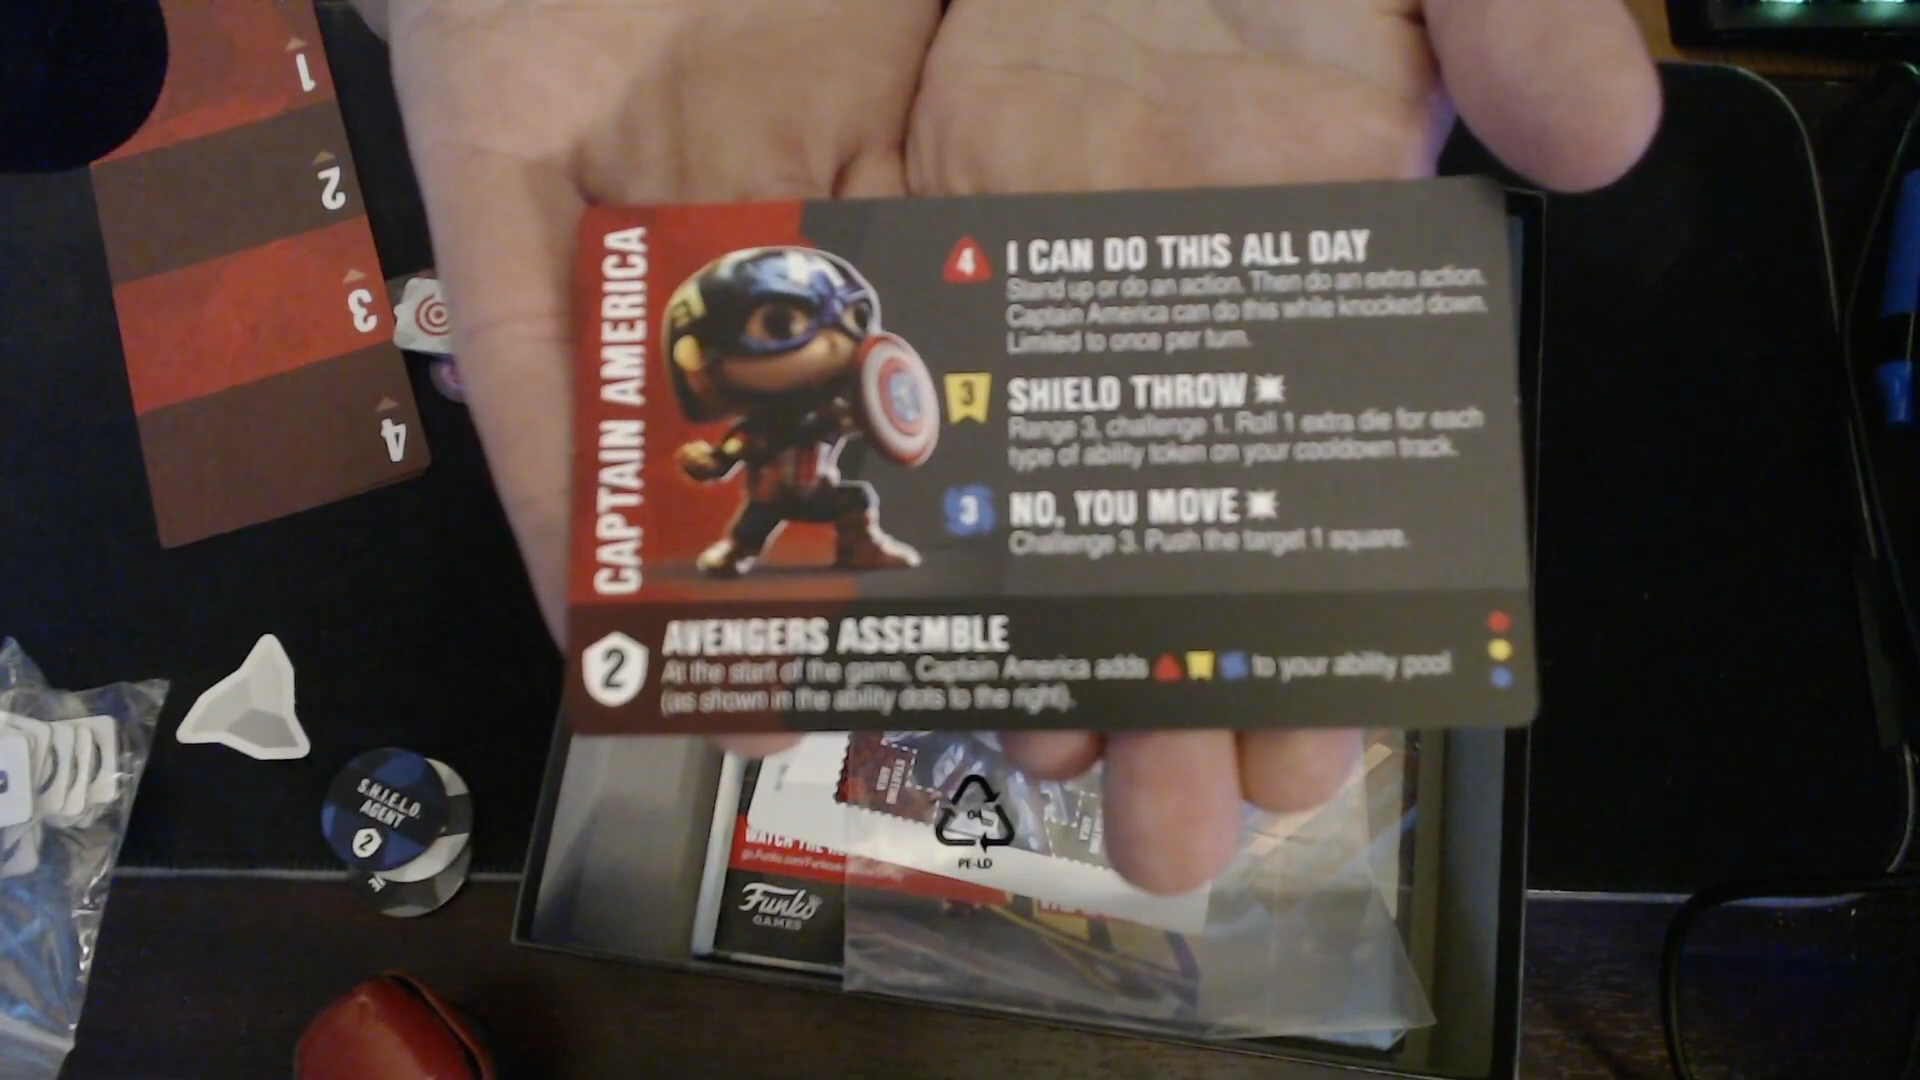 1
2
3
4
CAPTAIN AMERICA
4
I CAN DO THIS ALL DAY
Stand up or do an action. Then do an extra action.
Captain America can do this while knocked down.
Limited to once per turn.
3
SHIELD THROW
Range 3, challenge 1. Roll 1 extra die for each
type of ability token on your cooldown track.
3
NO, YOU MOVE
Challenge 3. Push the target 1 square.
2
AVENGERS ASSEMBLE
At the start of the game, Captain America adds to your ability pool
(as shown in the ability dots to the right).
S.H.I.E.L.D.
AGENT
2
STARTING
AREA
04
PE-LD
WATCH THE
Funko
GAMES